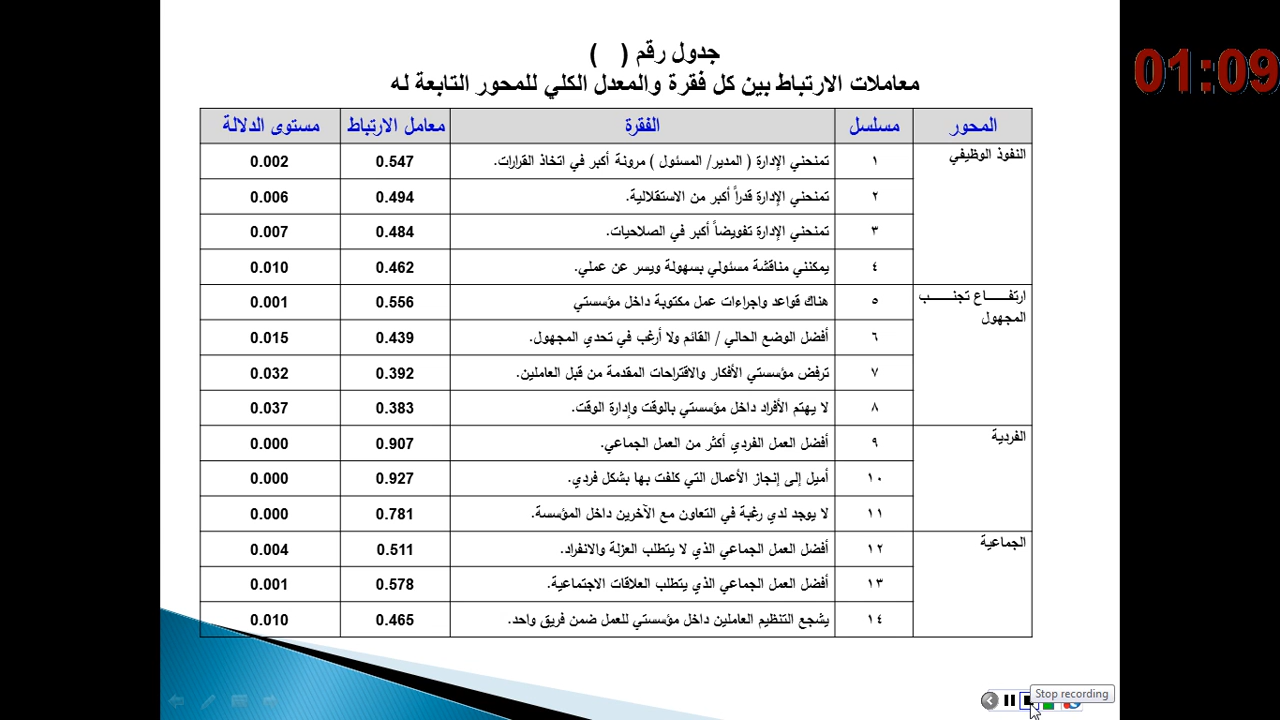 جدول رقم (   )
معاملات الارتباط بين كل فقرة والمعدل الكلي للمحور التابعة له
01:09
المحور مسلسل الفقرة معامل الارتباط مستوى الدلالة
النفوذ الوظيفي ١ تمنحني الإدارة ( المدير/ المسئول ) مرونة أكبر في اتخاذ القرارات. 0.547 0.002
٢ تمنحني الإدارة قدراً أكبر من الاستقلالية. 0.494 0.006
٣ تمنحني الإدارة تفويضاً أكبر في الصلاحيات. 0.484 0.007
٤ يمكنني مناقشة مسئولي بسهولة ويسر عن عملي. 0.462 0.010
ارتفـــــاع تجنـــــب ٥ هناك قواعد واجراءات عمل مكتوبة داخل مؤسستي 0.556 0.001
المجهول
٦ أفضل الوضع الحالي / القائم ولا أرغب في تحدي المجهول. 0.439 0.015
٧ ترفض مؤسستي الأفكار والاقتراحات المقدمة من قبل العاملين. 0.392 0.032
٨ لا يهتم الأفراد داخل مؤسستي بالوقت وإدارة الوقت. 0.383 0.037
الفردية ٩ أفضل العمل الفردي أكثر من العمل الجماعي. 0.907 0.000
١٠ أميل إلى إنجاز الأعمال التي كلفت بها بشكل فردي. 0.927 0.000
١١ لا يوجد لدي رغبة في التعاون مع الآخرين داخل المؤسسة. 0.781 0.000
الجماعية ١٢ أفضل العمل الجماعي الذي لا يتطلب العزلة والانفراد. 0.511 0.004
١٣ أفضل العمل الجماعي الذي يتطلب العلاقات الاجتماعية. 0.578 0.001
١٤ يشجع التنظيم العاملين داخل مؤسستي للعمل ضمن فريق واحد. 0.465 0.010
Stop recording